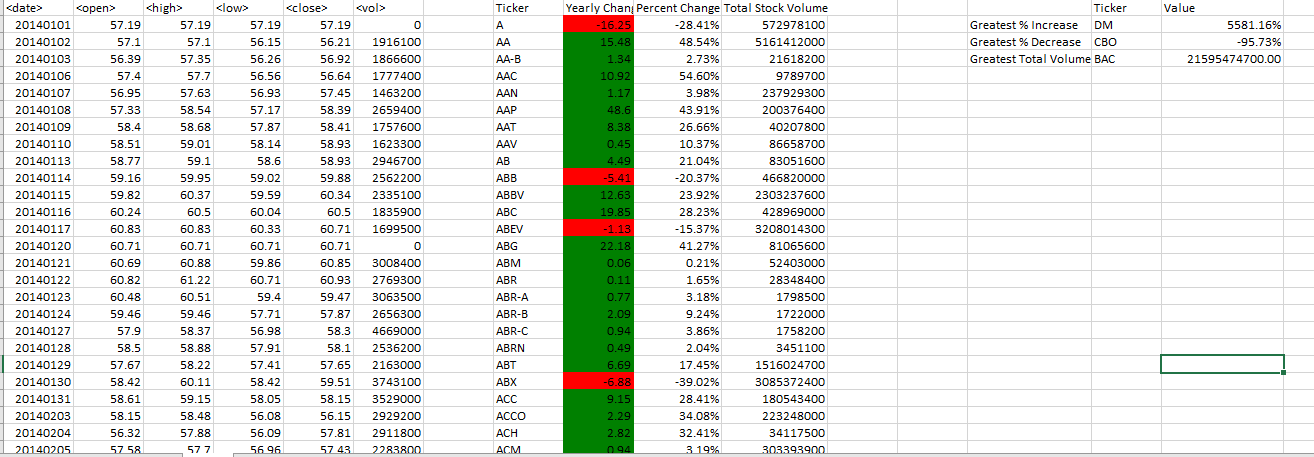 <date> <open> <high> <low> <close> <vol> Ticker Yearly Chan Percent Change Total Stock Volume Ticker Value
20140101 57.19 57.19 57.19 57.19 0 A -16.25 -28.41% 572978100 Greatest % Increase DM 5581.16%
20140102 57.1 57.1 56.15 56.21 1916100 AA 15.48 48.54% 5161412000 Greatest % Decrease CBO -95.73%
20140103 56.39 57.35 56.26 56.92 1866600 AA-B 1.34 2.73% 21618200 Greatest Total Volume BAC 21595474700.00
20140106 57.4 57.7 56.56 56.64 1777400 AAC 10.92 54.60% 9789700
20140107 56.95 57.63 56.93 57.45 1463200 AAN 1.17 3.98% 237929300
20140108 57.33 58.54 57.17 58.39 2659400 AAP 48.6 43.91% 200376400
20140109 58.4 58.68 57.87 58.41 1757600 AAT 8.38 26.66% 40207800
20140110 58.51 59.01 58.14 58.93 1623300 AAV 0.45 10.37% 86658700
20140113 58.77 59.1 58.6 58.93 2946700 AB 4.49 21.04% 83051600
20140114 59.16 59.95 59.02 59.88 2562200 ABB -5.41 -20.37% 466820000
20140115 59.82 60.37 59.59 60.34 2335100 ABBV 12.63 23.92% 2303237600
20140116 60.24 60.5 60.04 60.5 1835900 ABC 19.85 28.23% 428969000
20140117 60.83 60.83 60.33 60.71 1699500 ABEV -1.13 -15.37% 3208014300
20140120 60.71 60.71 60.71 60.71 0 ABG 22.18 41.27% 81065600
20140121 60.69 60.88 59.86 60.85 3008400 ABM 0.06 0.21% 52403000
20140122 60.82 61.22 60.71 60.93 2769300 ABR 0.11 1.65% 28348400
20140123 60.48 60.51 59.4 59.47 3063500 ABR-A 0.77 3.18% 1798500
20140124 59.46 59.46 57.71 57.87 2656300 ABR-B 2.09 9.24% 1722000
20140127 57.9 58.37 56.98 58.3 4669000 ABR-C 0.94 3.86% 1758200
20140128 58.5 58.88 57.91 58.1 2536200 ABRN 0.49 2.04% 3451100
20140129 57.67 58.22 57.41 57.65 2163000 ABT 6.69 17.45% 1516024700
20140130 58.42 60.11 58.42 59.51 3743100 ABX -6.88 -39.02% 3085372400
20140131 58.61 59.15 58.05 58.15 3529000 ACC 9.15 28.41% 180543400
20140203 58.15 58.48 56.08 56.15 2929200 ACCO 2.29 34.08% 223248000
20140204 56.32 57.88 56.09 57.81 2911800 ACH 2.82 32.41% 34117500
20140205 57.58 57.7 56.96 57.43 2283800 ACM 0.94 3.19% 303393900